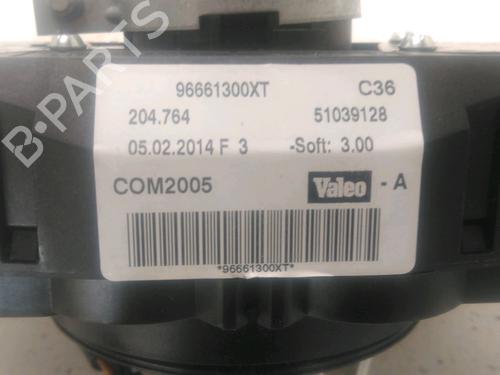 96661300XT C36
204.764 51039128
05.02.2014 F 3 -Soft: 3.00
COM2005 Valeo - A
*96661300XT*
B-PARTS